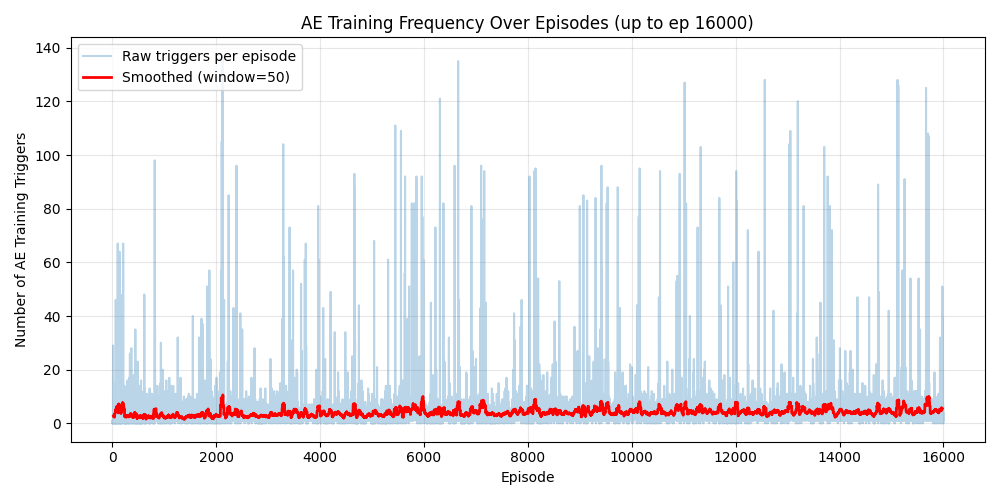 AE Training Frequency Over Episodes (up to ep 16000)
Raw triggers per episode
Smoothed (window=50)
Number of AE Training Triggers
140
120
100
80
60
40
20
0
0 2000 4000 6000 8000 10000 12000 14000 16000
Episode